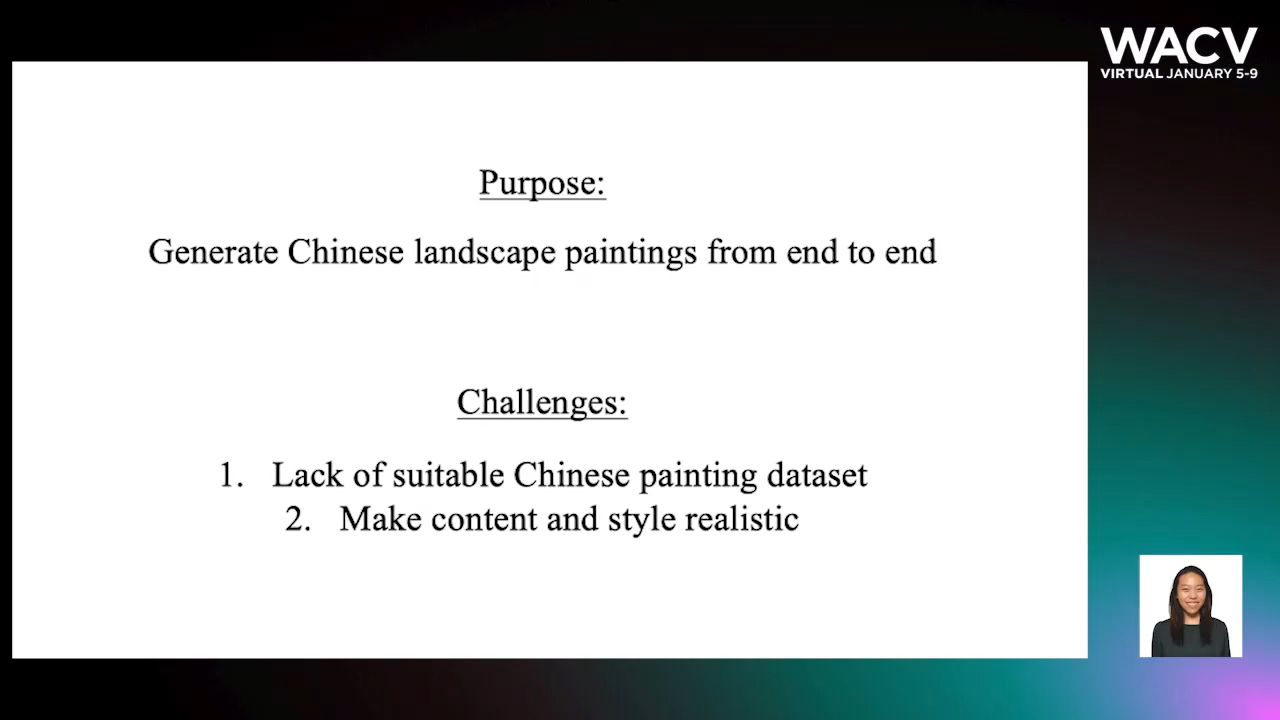 WACV
VIRTUAL JANUARY 5-9
Purpose:
Generate Chinese landscape paintings from end to end
Challenges:
1. Lack of suitable Chinese painting dataset
2. Make content and style realistic